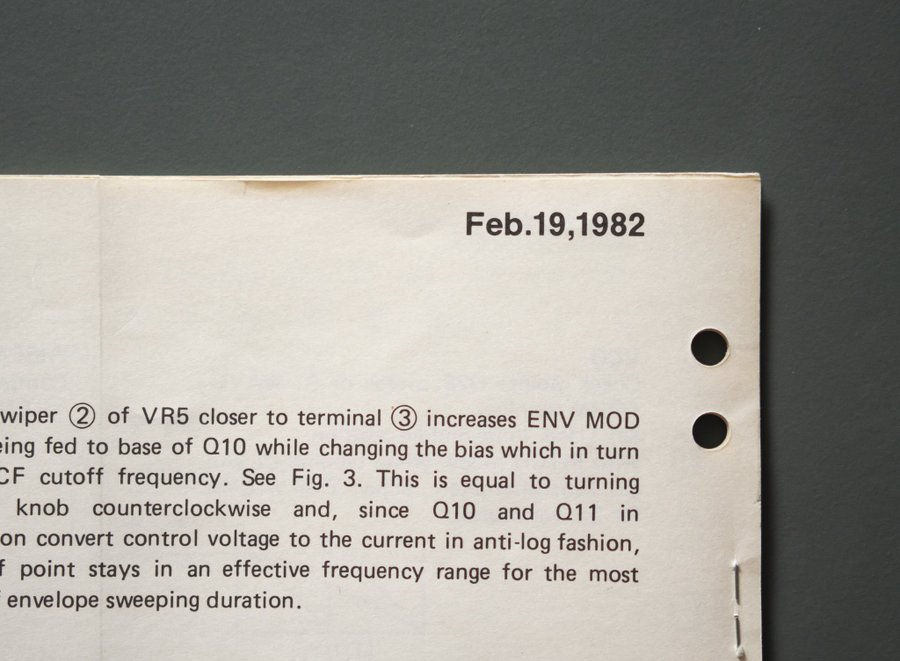 Feb.19,1982
wiper ② of VR5 closer to terminal ③ increases ENV MOD
being fed to base of Q10 while changing the bias which in turn
CF cutoff frequency. See Fig. 3. This is equal to turning
knob counterclockwise and, since Q10 and Q11 in
on convert control voltage to the current in anti-log fashion,
f point stays in an effective frequency range for the most
f envelope sweeping duration.